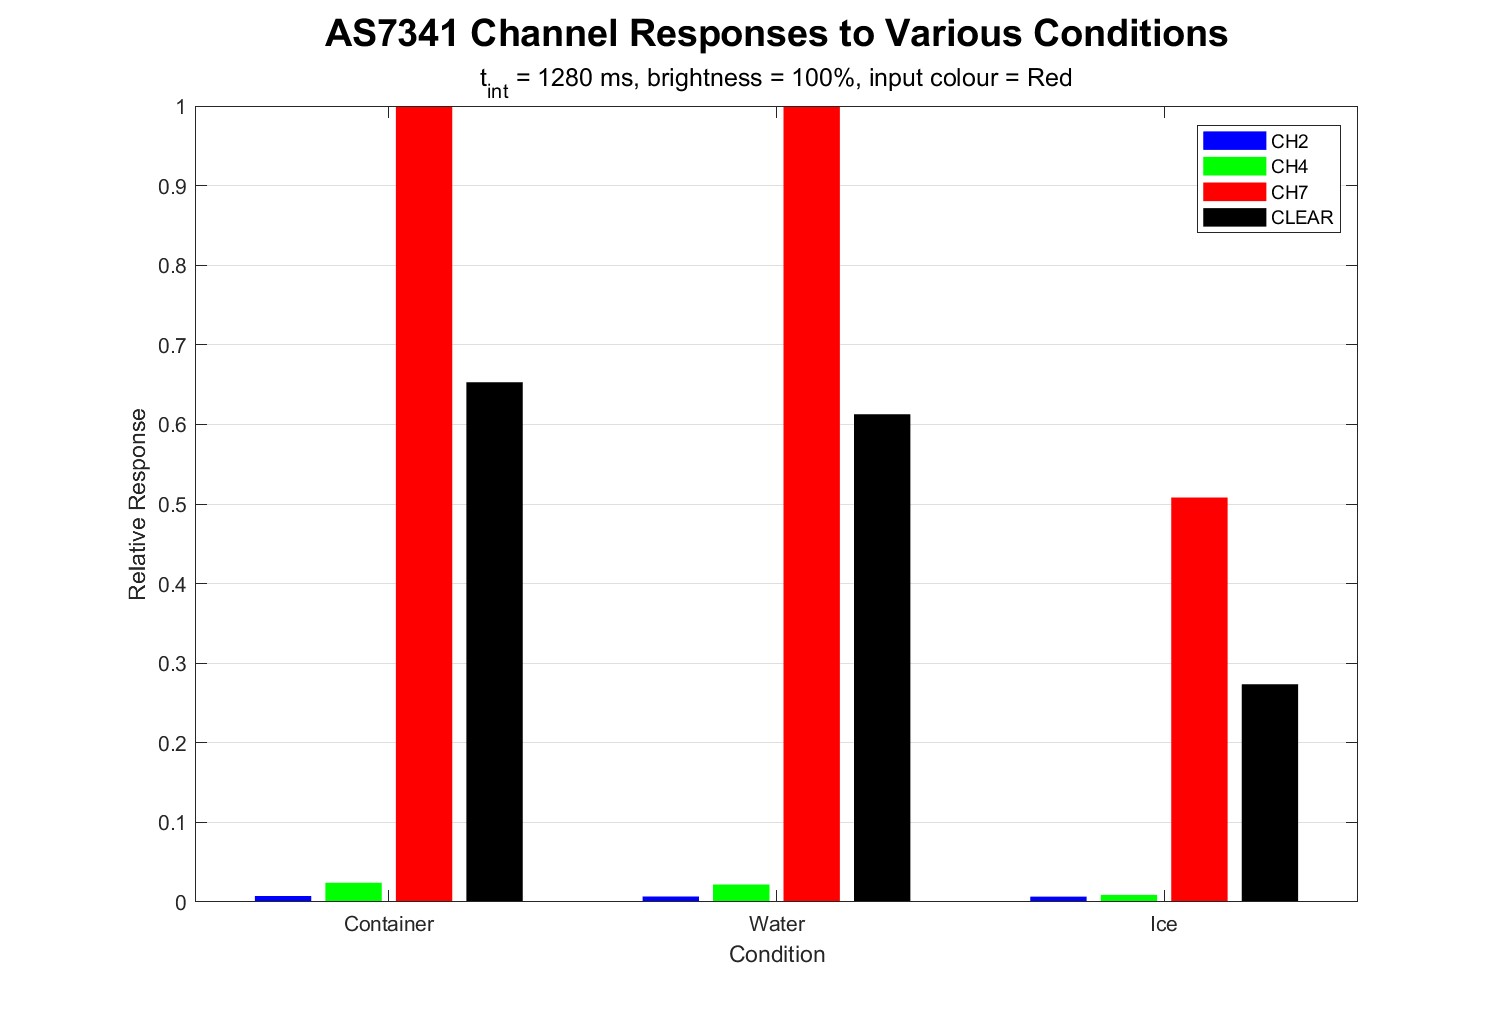 AS7341 Channel Responses to Various Conditions
t_int = 1280 ms, brightness = 100%, input colour = Red
1
0.9
0.8
0.7
0.6
0.5
0.4
0.3
0.2
0.1
0
Relative Response
CH2
CH4
CH7
CLEAR
Container Water Ice
Condition